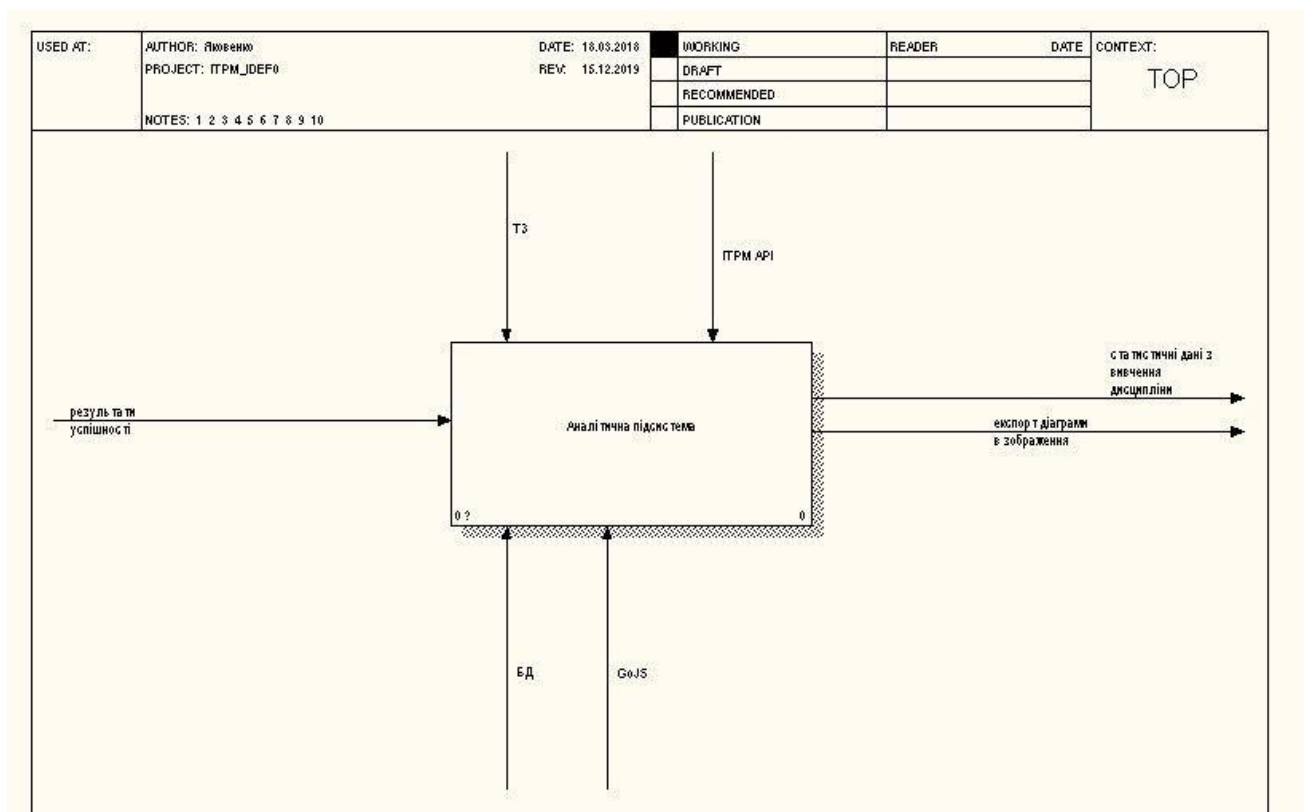 USED AT:
AUTHOR: Яковенко
DATE: 18.03.2018
WORKING
READER
DATE
CONTEXT:
PROJECT: ITPM_IDEF0
REV: 15.12.2019
DRAFT
TOP
RECOMMENDED
NOTES: 1 2 3 4 5 6 7 8 9 10
PUBLICATION
ТЗ
ITPM API
статистичні дані з
вивчення
дисципліни
результати
успішності
Аналітична підсистема
експорт діаграми
в зображення
0 ?
0
БД
GoJS